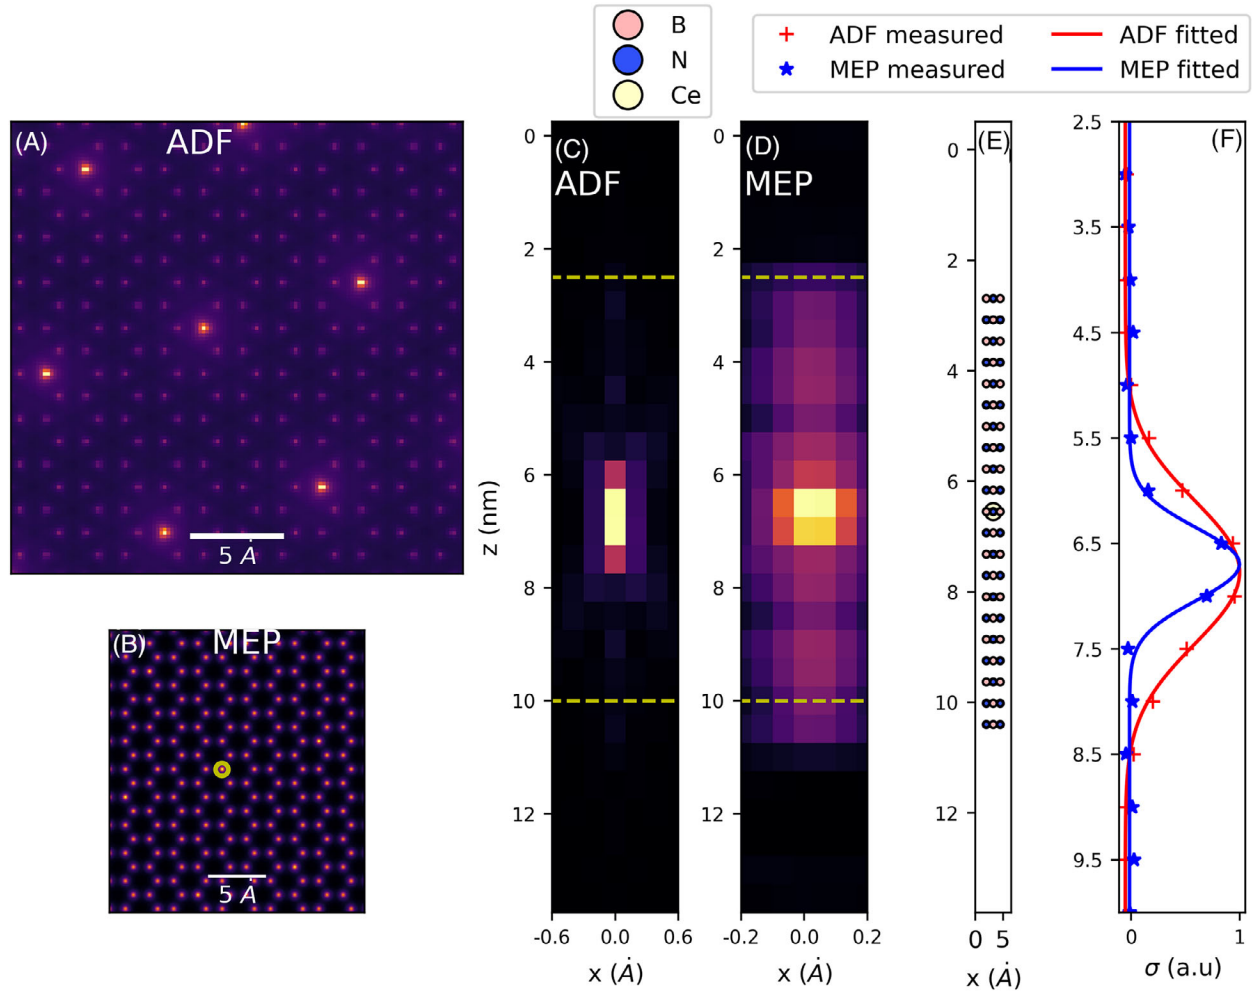 B
N
Ce
ADF measured
MEP measured
ADF fitted
MEP fitted
(A) ADF
5 Å
(B) MEP
5 Å
(C)
ADF
0
2
4
6
8
10
12
z (nm)
-0.6 0.0 0.6
x (Å)
(D)
MEP
0
2
4
6
8
10
12
-0.2 0.0 0.2
x (Å)
(E)
0
2
4
6
8
10
12
0 5
x (Å)
(F)
2.5
3.5
4.5
5.5
6.5
7.5
8.5
9.5
0 1
σ (a.u)